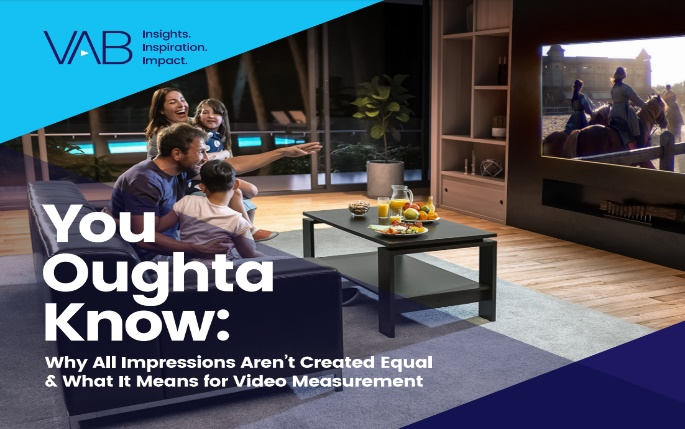 VAB
Insights.
Inspiration.
Impact.
You
Oughta
Know:
Why All Impressions Aren't Created Equal
& What It Means for Video Measurement